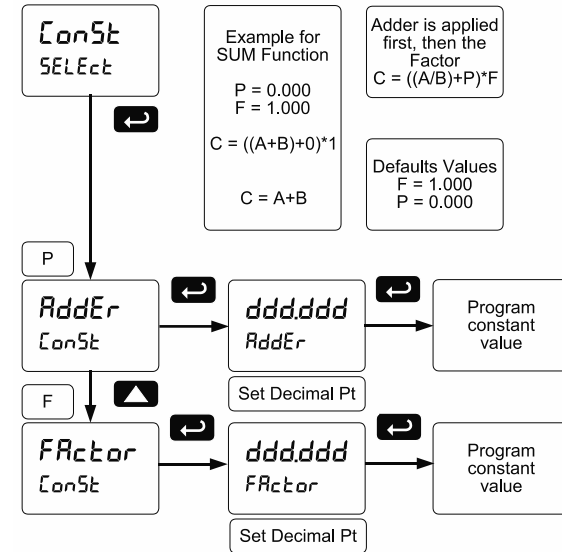 ConSt
SELEct
Example for
SUM Function
P = 0.000
F = 1.000
C = ((A+B)+0)*1
C = A+B
Adder is applied
first, then the
Factor
C = ((A/B)+P)*F
Defaults Values
F = 1.000
P = 0.000
P
AddEr
ConSt
ddd.ddd
AddEr
Program
constant
value
Set Decimal Pt
F
FActor
ConSt
ddd.ddd
FActor
Program
constant
value
Set Decimal Pt